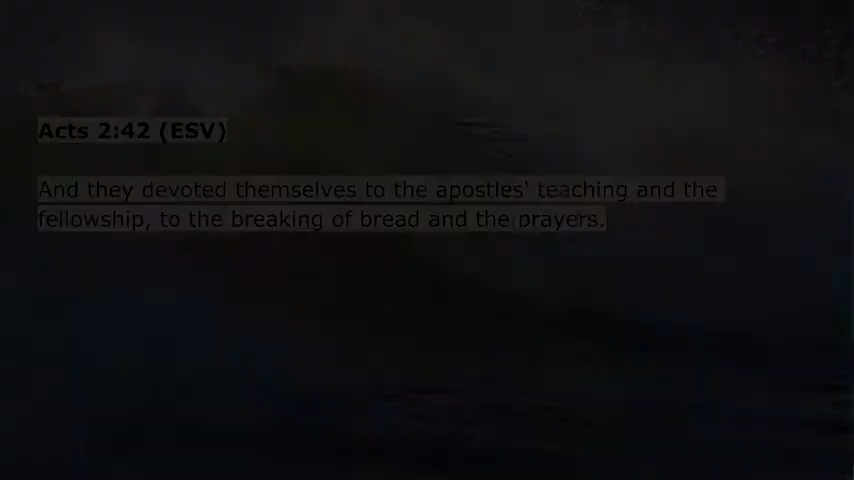 Acts 2:42 (ESV)
And they devoted themselves to the apostles' teaching and the
fellowship, to the breaking of bread and the prayers.